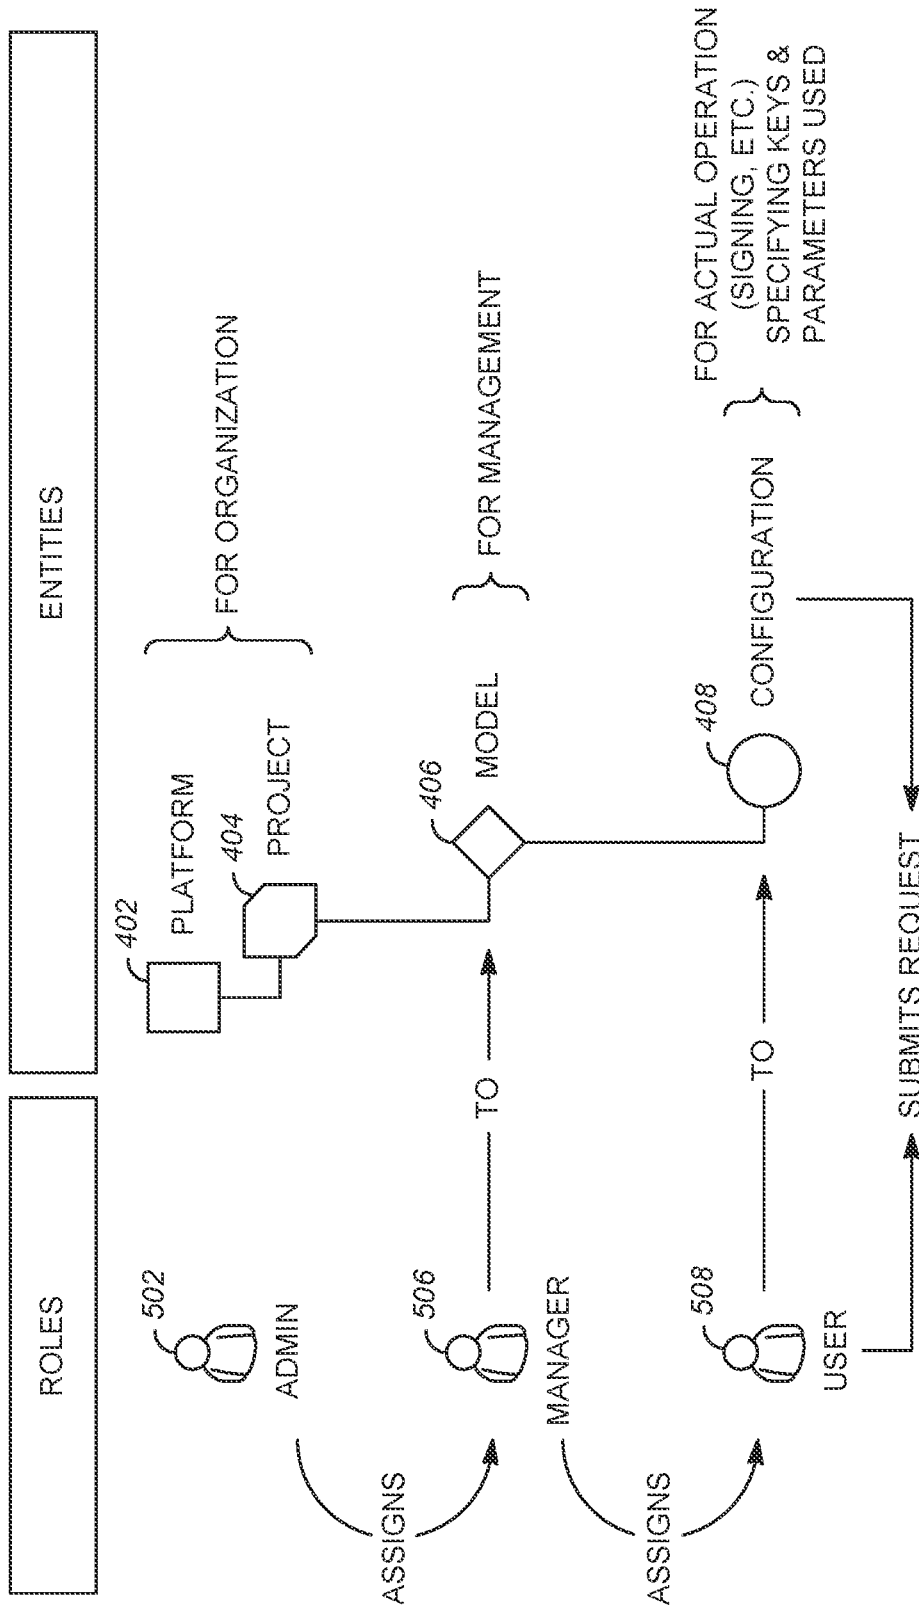 ROLES
ENTITIES
502
ADMIN
402
PLATFORM
404
PROJECT
FOR ORGANIZATION
ASSIGNS
506
MANAGER
TO
406
MODEL
FOR MANAGEMENT
ASSIGNS
508
USER
TO
408
CONFIGURATION
FOR ACTUAL OPERATION
(SIGNING, ETC.)
SPECIFYING KEYS &
PARAMETERS USED
SUBMITS REQUEST